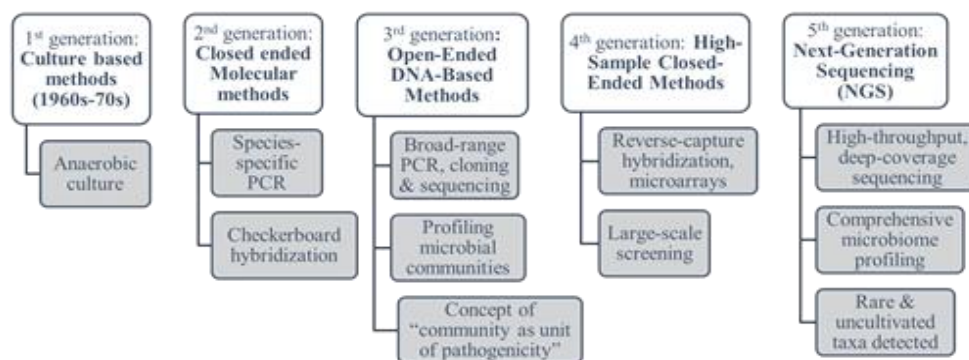 1st generation:
Culture based
methods
(1960s-70s)
Anaerobic
culture
2nd generation:
Closed ended
Molecular
methods
Species-
specific
PCR
Checkerboard
hybridization
3rd generation:
Open-Ended
DNA-Based
Methods
Broad-range
PCR, cloning
& sequencing
Profiling
microbial
communities
Concept of
“community as unit
of pathogenicity”
4th generation: High-
Sample Closed-
Ended Methods
Reverse-capture
hybridization,
microarrays
Large-scale
screening
5th generation:
Next-Generation
Sequencing
(NGS)
High-throughput,
deep-coverage
sequencing
Comprehensive
microbiome
profiling
Rare &
uncultivated
taxa detected